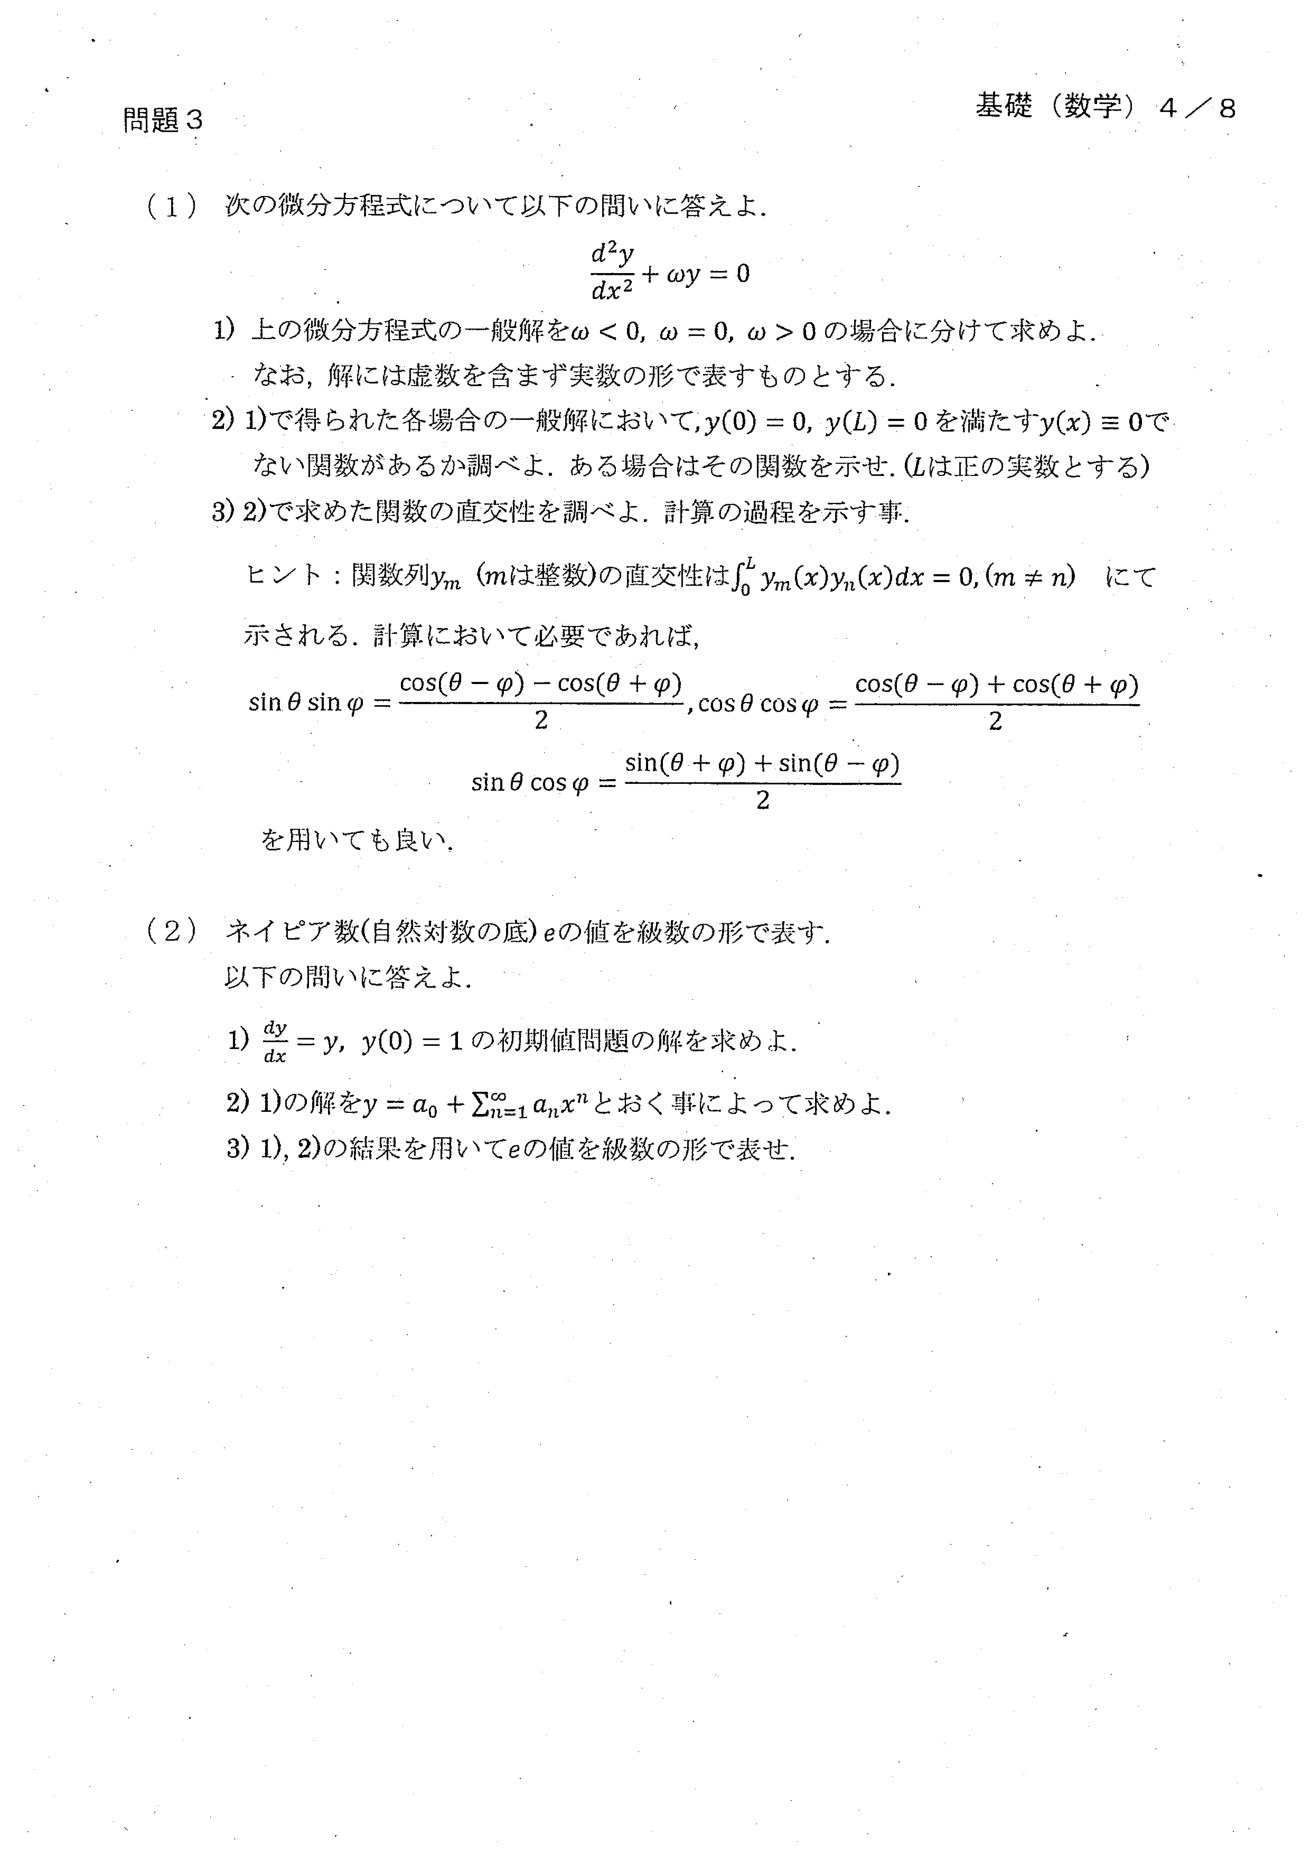 問題３
基礎（数学）４／８
（１） 次の微分方程式について以下の問いに答えよ.
d²y/dx² + ωy = 0
1) 上の微分方程式の一般解をω < 0, ω = 0, ω > 0 の場合に分けて求めよ.
なお, 解には虚数を含まず実数の形で表すものとする.
2) 1)で得られた各場合の一般解において, y(0) = 0, y(L) = 0 を満たすy(x) ≡ 0で
ない関数があるか調べよ. ある場合はその関数を示せ. (Lは正の実数とする)
3) 2)で求めた関数の直交性を調べよ. 計算の過程を示す事.
ヒント：関数列yₘ (mは整数)の直交性は∫₀ᴸ yₘ(x)yₙ(x)dx = 0, (m ≠ n) にて
示される. 計算において必要であれば,
sin θ sin φ = (cos(θ − φ) − cos(θ + φ))/2, cos θ cos φ = (cos(θ − φ) + cos(θ + φ))/2
sin θ cos φ = (sin(θ + φ) + sin(θ − φ))/2
を用いても良い.
（２） ネイピア数(自然対数の底) eの値を級数の形で表す.
以下の問いに答えよ.
1) dy/dx = y, y(0) = 1 の初期値問題の解を求めよ.
2) 1)の解をy = a₀ + ∑ₙ₌₁^∞ aₙxⁿとおく事によって求めよ.
3) 1), 2)の結果を用いてeの値を級数の形で表せ.